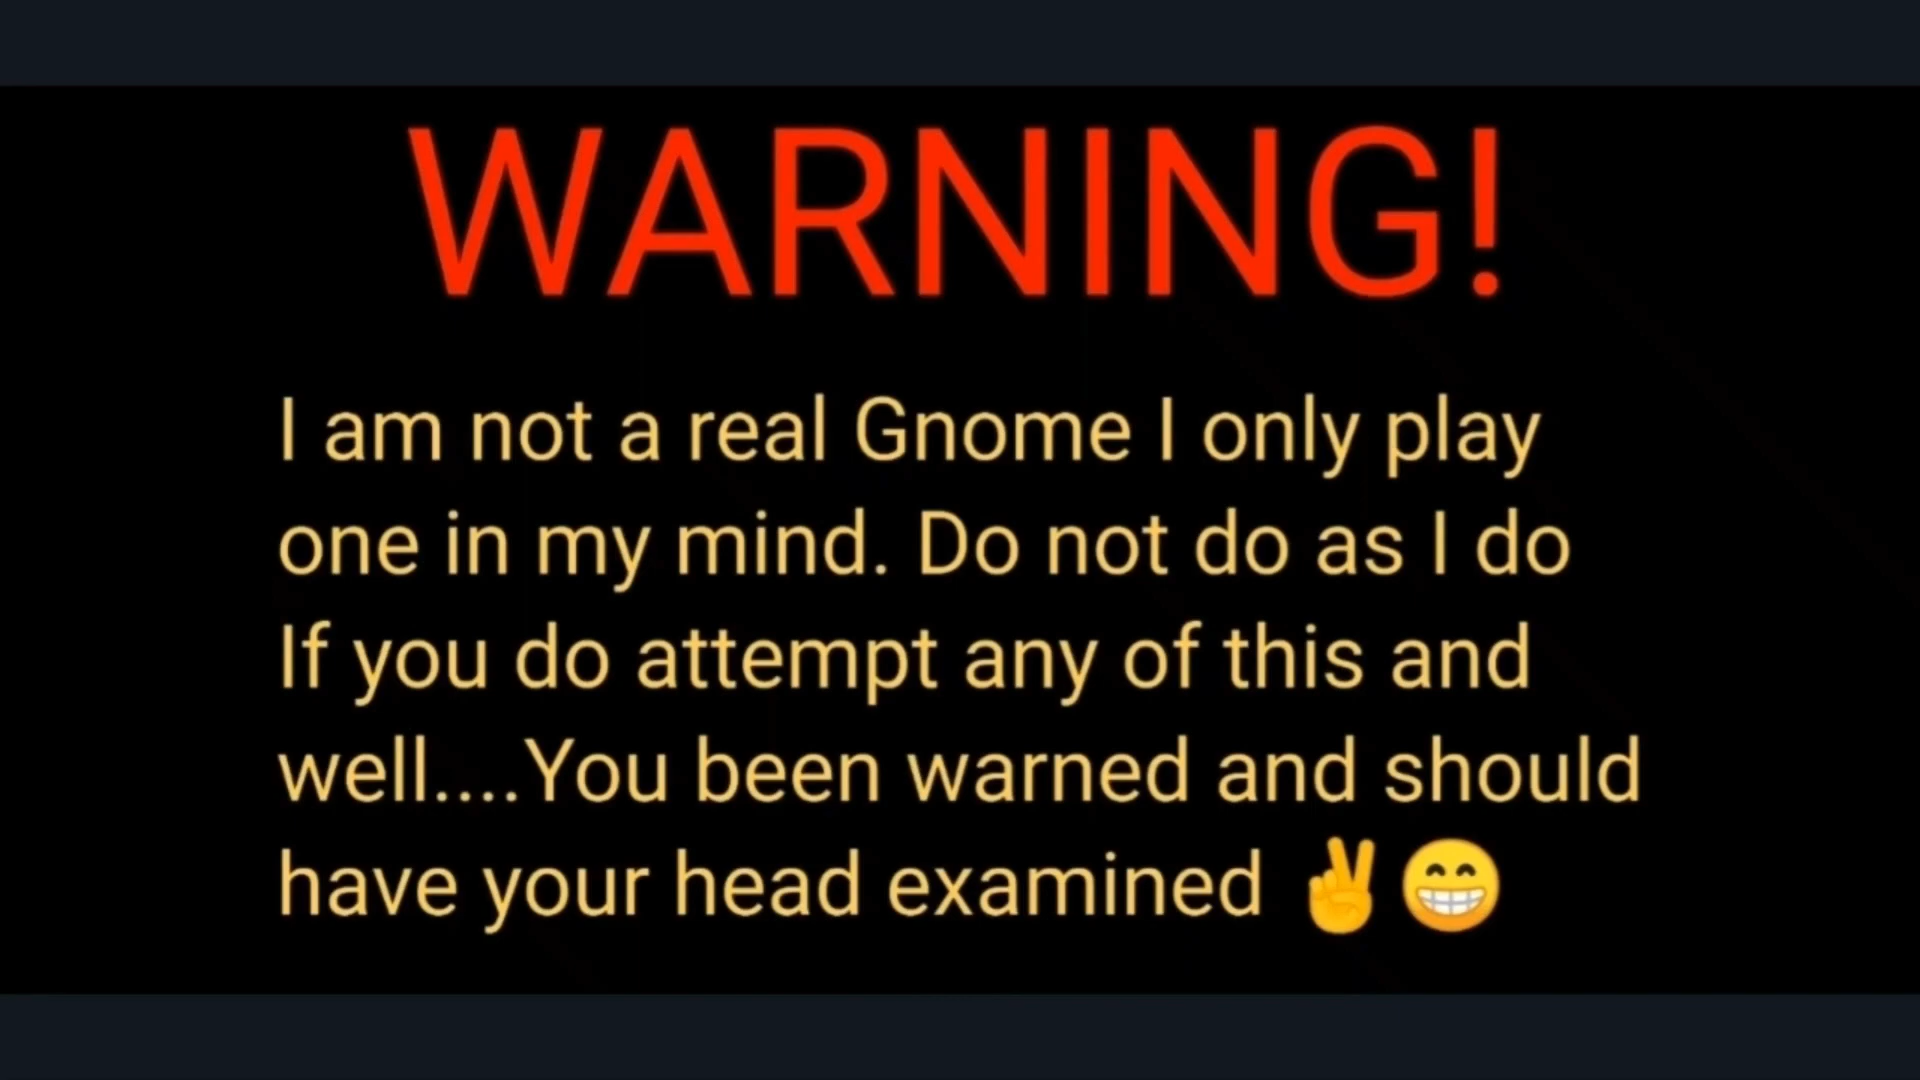 WARNING!
I am not a real Gnome I only play
one in my mind. Do not do as I do
If you do attempt any of this and
well....You been warned and should
have your head examined ✌️😁